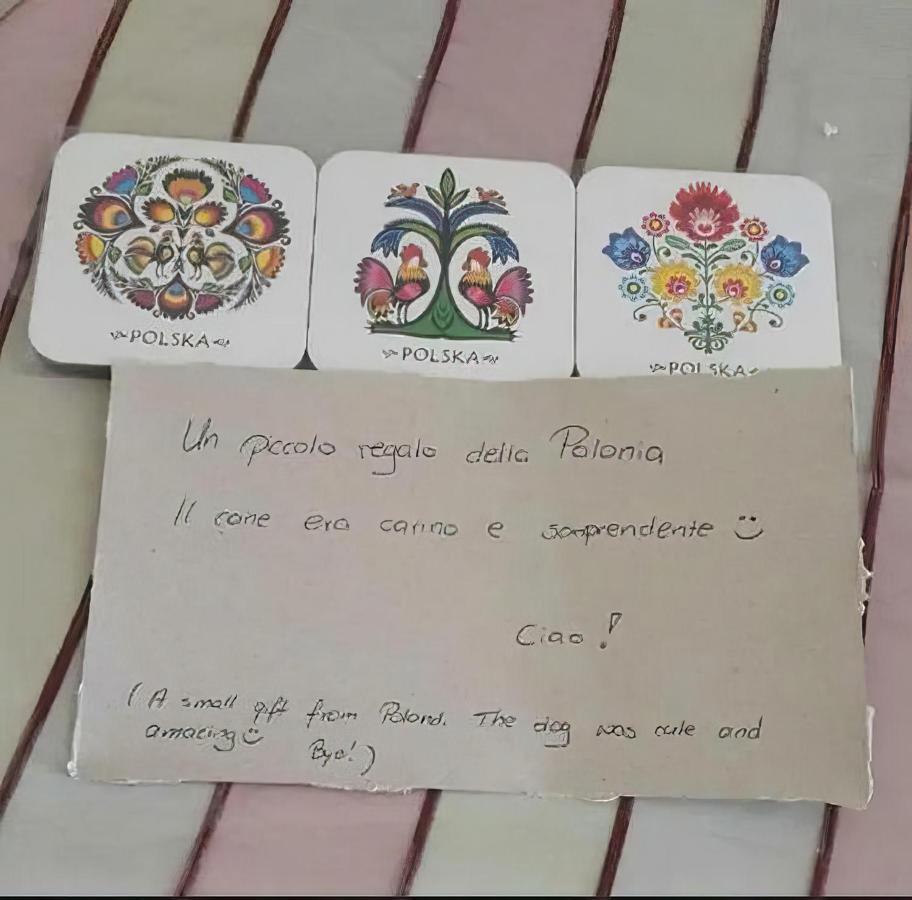 POLSKA
POLSKA
POLSKA
Un piccolo regalo della Polonia
Il cane era carino e sorprendente
Ciao!
(A small gift from Poland. The dog was cute and
amazing
Bye!)